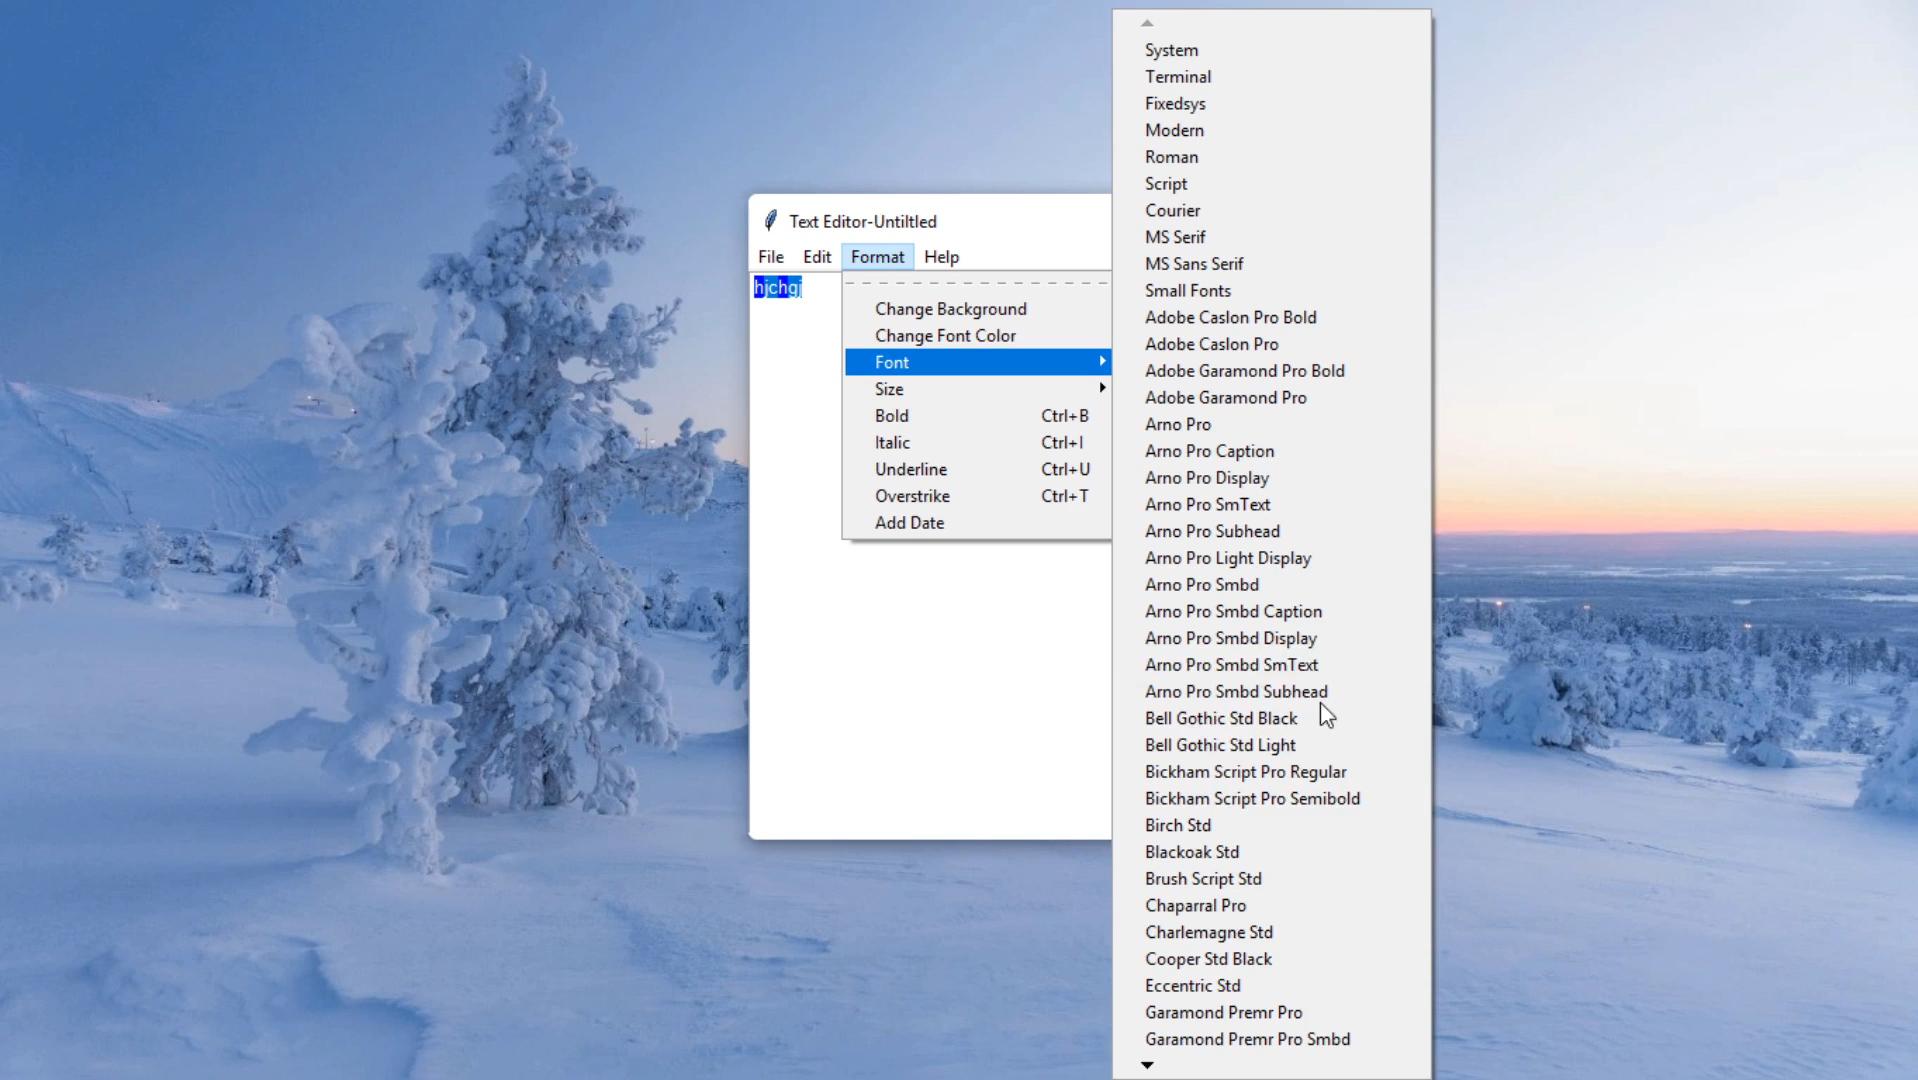 Text Editor-Untiltled
File Edit Format Help
hjchgj
Change Background
Change Font Color
Font
Size
Bold Ctrl+B
Italic Ctrl+I
Underline Ctrl+U
Overstrike Ctrl+T
Add Date
System
Terminal
Fixedsys
Modern
Roman
Script
Courier
MS Serif
MS Sans Serif
Small Fonts
Adobe Caslon Pro Bold
Adobe Caslon Pro
Adobe Garamond Pro Bold
Adobe Garamond Pro
Arno Pro
Arno Pro Caption
Arno Pro Display
Arno Pro SmText
Arno Pro Subhead
Arno Pro Light Display
Arno Pro Smbd
Arno Pro Smbd Caption
Arno Pro Smbd Display
Arno Pro Smbd SmText
Arno Pro Smbd Subhead
Bell Gothic Std Black
Bell Gothic Std Light
Bickham Script Pro Regular
Bickham Script Pro Semibold
Birch Std
Blackoak Std
Brush Script Std
Chaparral Pro
Charlemagne Std
Cooper Std Black
Eccentric Std
Garamond Premr Pro
Garamond Premr Pro Smbd